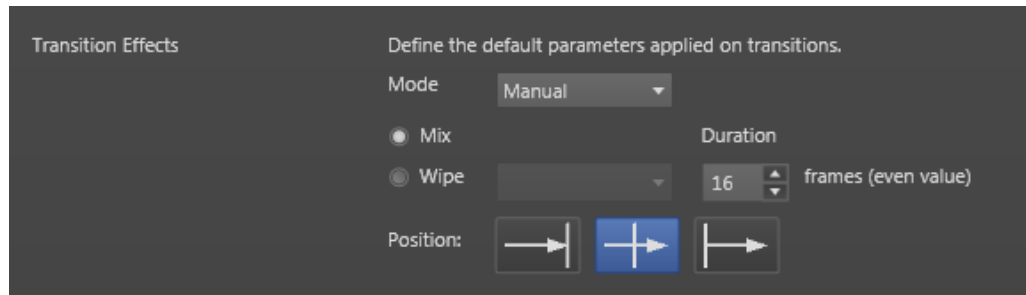 Transition Effects
Define the default parameters applied on transitions.
Mode
Manual
Mix
Duration
Wipe
16
frames (even value)
Position: